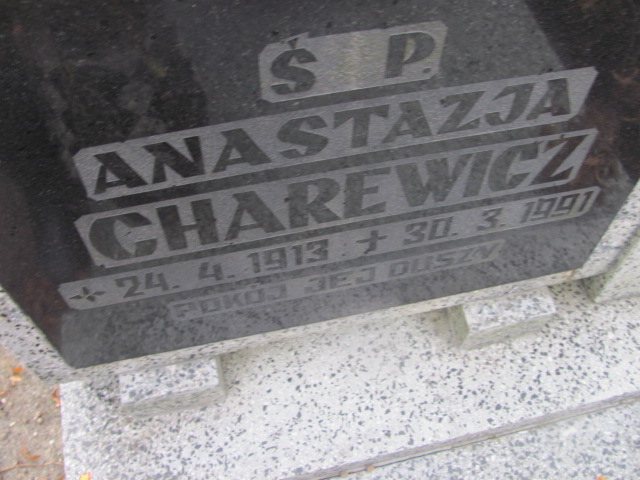 Ś P.
ANASTAZJA
CHAREWICZ
24. 4. 1913 30. 3. 1991
POKÓJ JEJ DUSZY